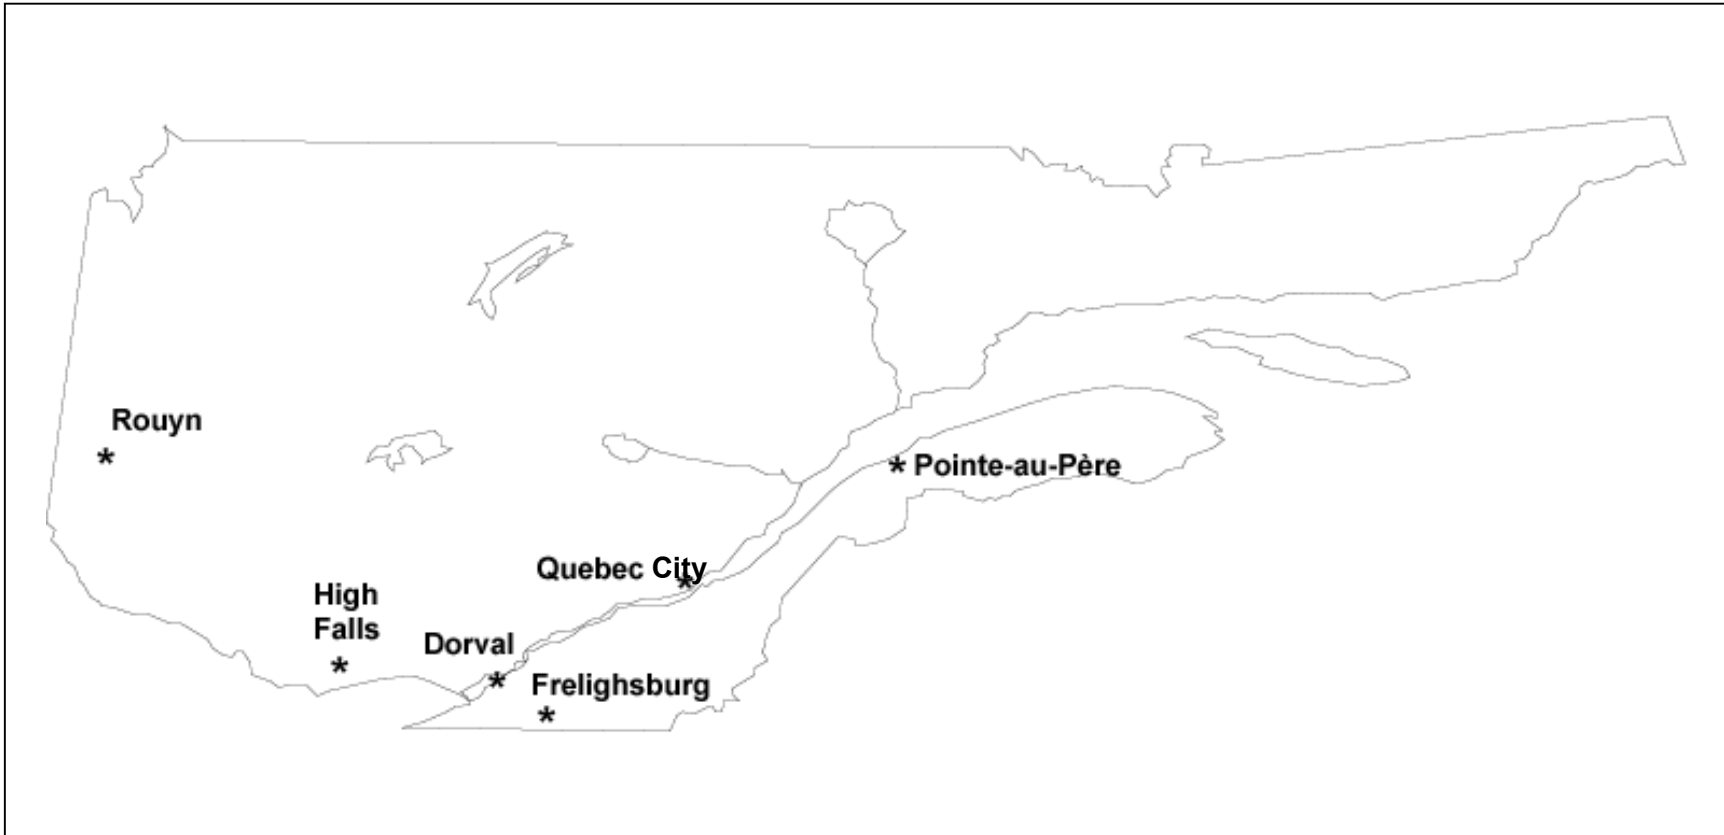 Rouyn
Pointe-au-Père
Quebec City
High
Falls
Dorval
Frelighsburg